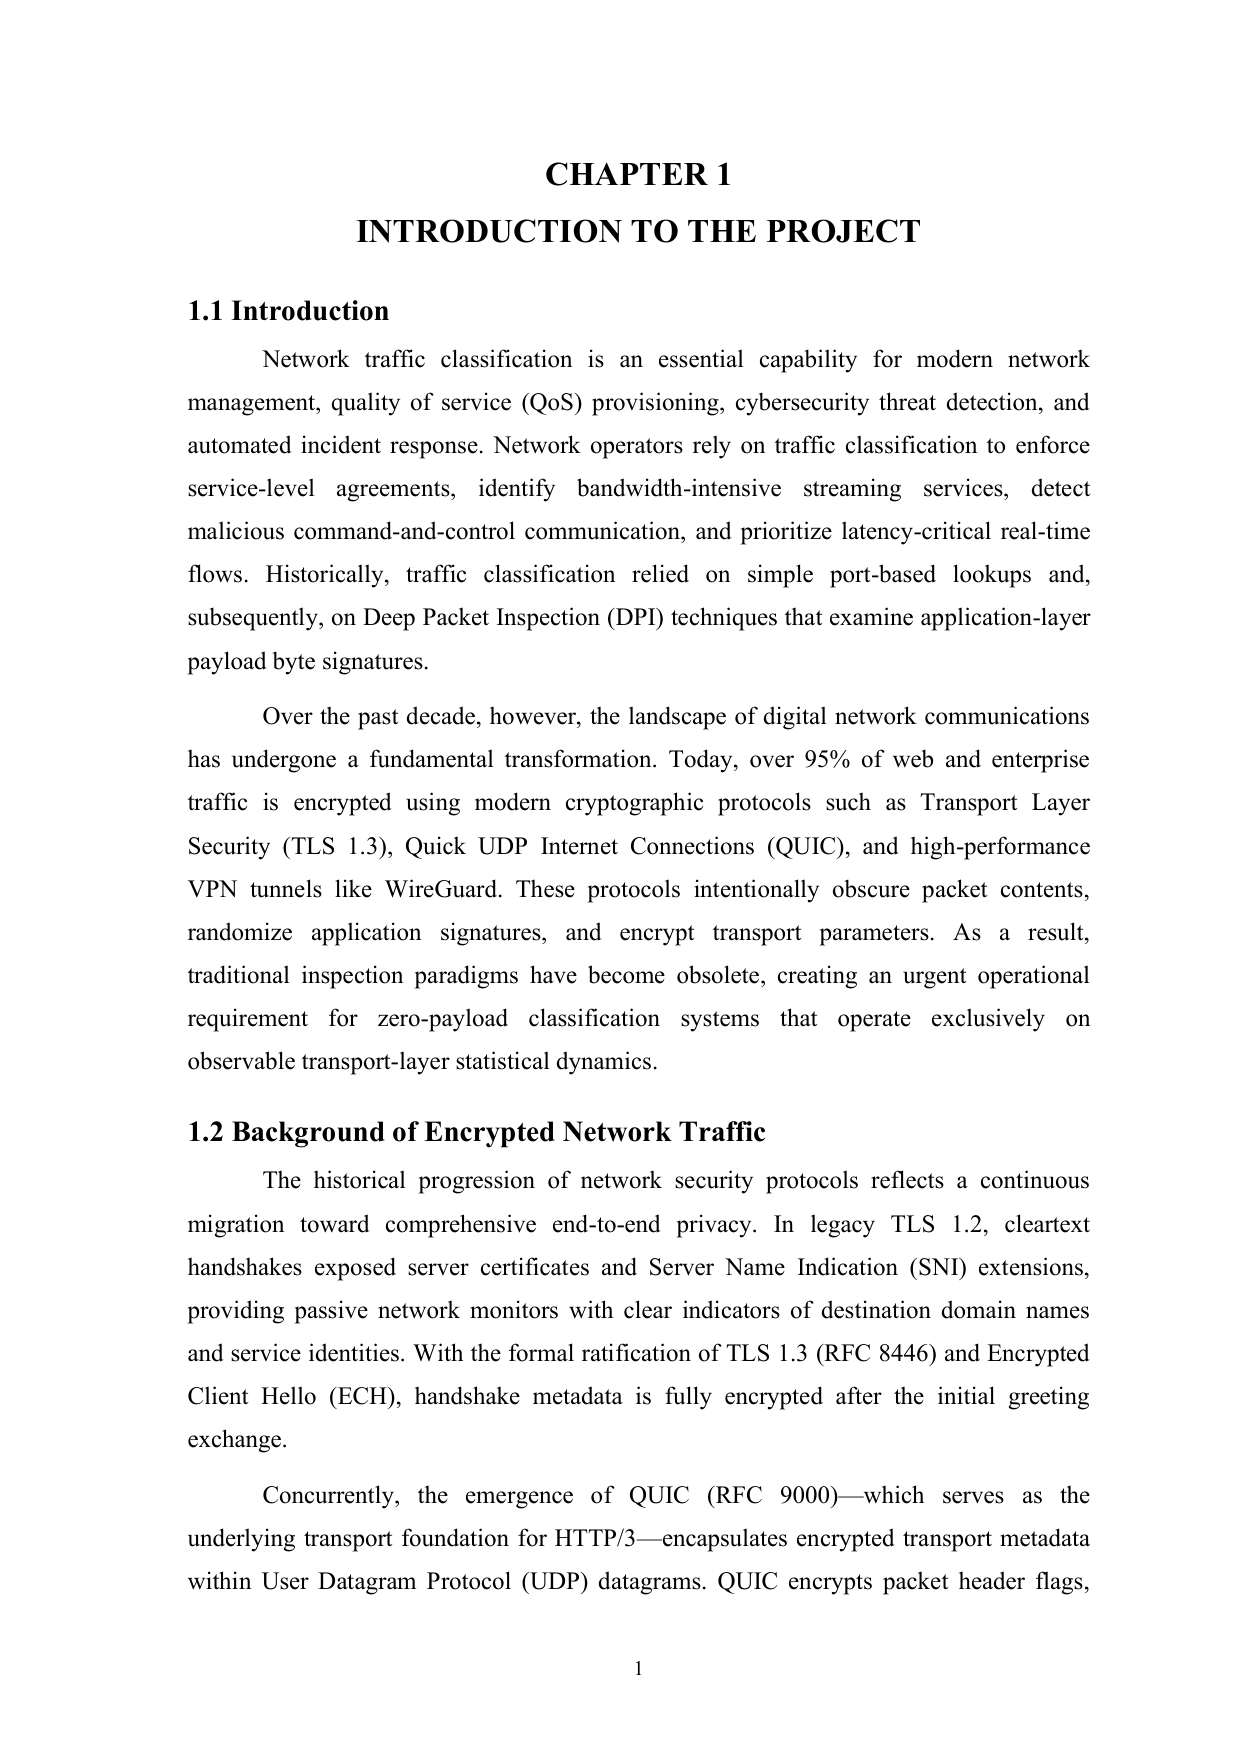 CHAPTER 1
INTRODUCTION TO THE PROJECT
1.1 Introduction
Network traffic classification is an essential capability for modern network
management, quality of service (QoS) provisioning, cybersecurity threat detection, and
automated incident response. Network operators rely on traffic classification to enforce
service-level agreements, identify bandwidth-intensive streaming services, detect
malicious command-and-control communication, and prioritize latency-critical real-time
flows. Historically, traffic classification relied on simple port-based lookups and,
subsequently, on Deep Packet Inspection (DPI) techniques that examine application-layer
payload byte signatures.
Over the past decade, however, the landscape of digital network communications
has undergone a fundamental transformation. Today, over 95% of web and enterprise
traffic is encrypted using modern cryptographic protocols such as Transport Layer
Security (TLS 1.3), Quick UDP Internet Connections (QUIC), and high-performance
VPN tunnels like WireGuard. These protocols intentionally obscure packet contents,
randomize application signatures, and encrypt transport parameters. As a result,
traditional inspection paradigms have become obsolete, creating an urgent operational
requirement for zero-payload classification systems that operate exclusively on
observable transport-layer statistical dynamics.
1.2 Background of Encrypted Network Traffic
The historical progression of network security protocols reflects a continuous
migration toward comprehensive end-to-end privacy. In legacy TLS 1.2, cleartext
handshakes exposed server certificates and Server Name Indication (SNI) extensions,
providing passive network monitors with clear indicators of destination domain names
and service identities. With the formal ratification of TLS 1.3 (RFC 8446) and Encrypted
Client Hello (ECH), handshake metadata is fully encrypted after the initial greeting
exchange.
Concurrently, the emergence of QUIC (RFC 9000)—which serves as the
underlying transport foundation for HTTP/3—encapsulates encrypted transport metadata
within User Datagram Protocol (UDP) datagrams. QUIC encrypts packet header flags,
1